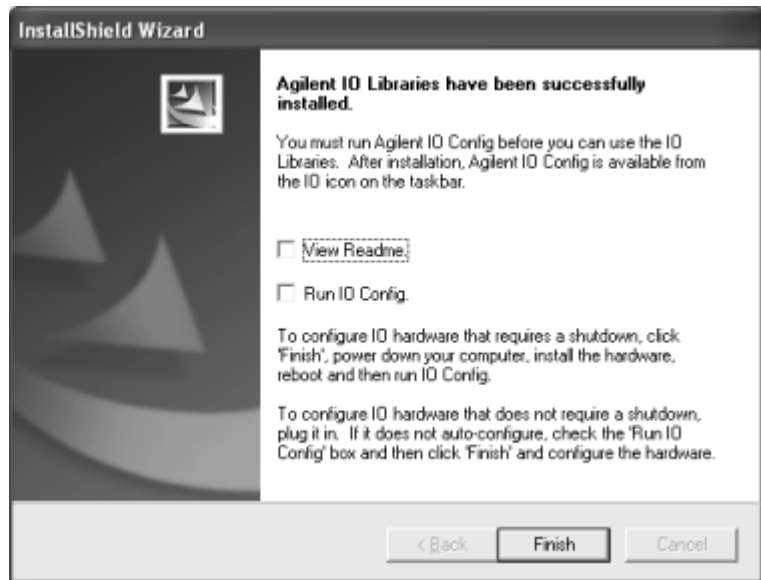 InstallShield Wizard
Agilent IO Libraries have been successfully
installed.
You must run Agilent IO Config before you can use the IO
Libraries. After installation, Agilent IO Config is available from
the IO icon on the taskbar.
View Readme.
Run IO Config.
To configure IO hardware that requires a shutdown, click
'Finish', power down your computer, install the hardware,
reboot and then run IO Config.
To configure IO hardware that does not require a shutdown,
plug it in. If it does not auto-configure, check the 'Run IO
Config' box and then click 'Finish' and configure the hardware.
< Back Finish Cancel